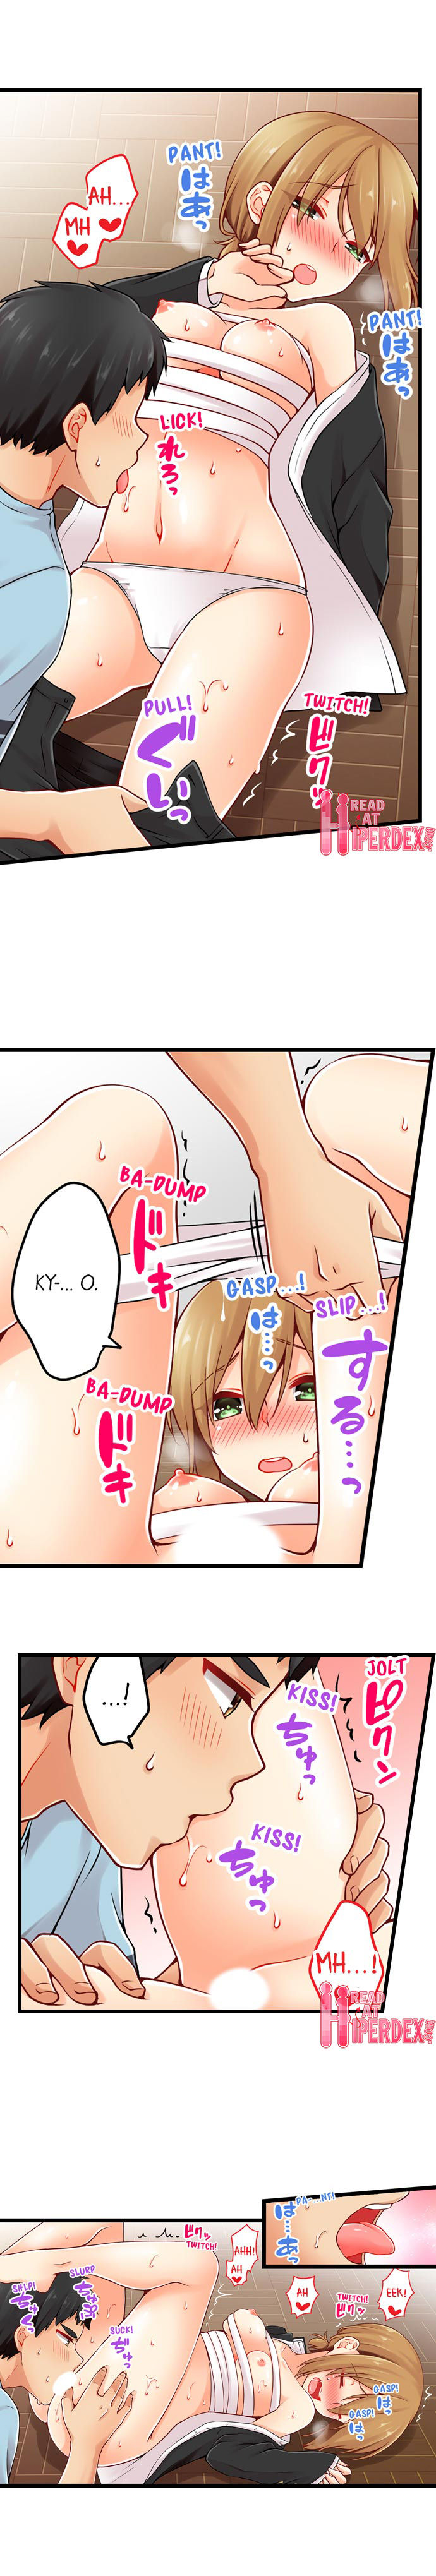 PANT!
はあっ
AH...
MH
PANT!
はあっ
LICK!
れろっ
PULL!
ぐいっ
TWITCH!
ビクッ
READ
AT
HIPERDEX
BA-DUMP
ドキ
KY-... O.
GASP...!
は…っ
SLIP...!
する…っ
BA-DUMP
ドキ
JOLT
ピクン
...!
KISS!
ちゅっ
KISS!
ちゅっ
MH...!
READ
AT
HIPERDEX
PA-...NT!
は…あっ
ビクッ
TWITCH!
AHH!
AH
SLURP
SHLP!
SUCK!
ぢゅっ
AH
TWITCH!
ビクッ
EEK!
GASP!
はっ
GASP!
はっ